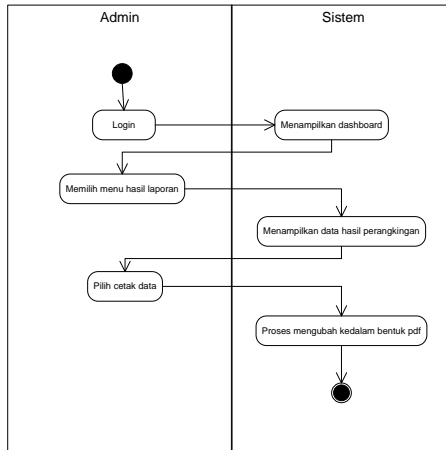 Admin
Sistem
Login
Menampilkan dashboard
Memilih menu hasil laporan
Menampilkan data hasil perangkingan
Pilih cetak data
Proses mengubah kedalam bentuk pdf